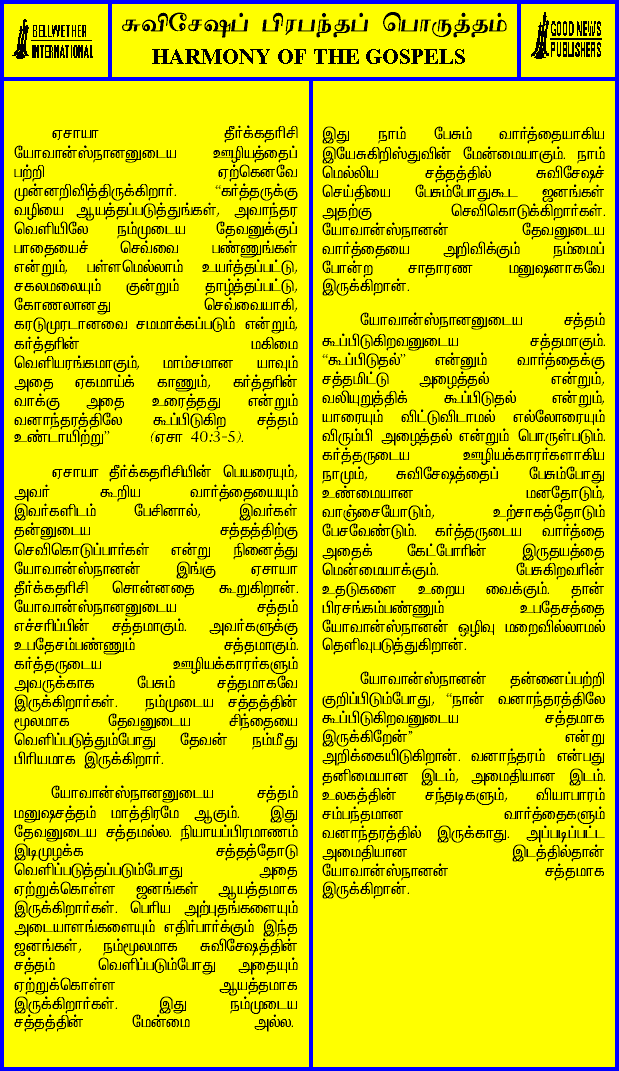 BELLWETHER
INTERNATIONAL
சுவிசேஷப் பிரபந்தப் பொருத்தம்
HARMONY OF THE GOSPELS
GOOD NEWS
PUBLISHERS
ஏசாயா தீர்க்கதரிசி
யோவான்ஸ்நானனுடைய ஊழியத்தைப்
பற்றி ஏற்கெனவே
முன்னறிவித்திருக்கிறார். “கர்த்தருக்கு
வழியை ஆயத்தப்படுத்துங்கள், அவாந்தர
வெளியிலே நம்முடைய தேவனுக்குப்
பாதையைச் செவ்வை பண்ணுங்கள்
என்றும், பள்ளமெல்லாம் உயர்த்தப்பட்டு,
சகலமலையும் குன்றும் தாழ்த்தப்பட்டு,
கோணலானது செவ்வையாகி,
கரடுமுரடானவை சமமாக்கப்படும் என்றும்,
கர்த்தரின் மகிமை
வெளியரங்கமாகும், மாம்சமான யாவும்
அதை ஏகமாய்க் காணும், கர்த்தரின்
வாக்கு அதை உரைத்தது என்றும்
வனாந்தரத்திலே கூப்பிடுகிற சத்தம்
உண்டாயிற்று” (ஏசா 40:3-5).
ஏசாயா தீர்க்கதரிசியின் பெயரையும்,
அவர் கூறிய வார்த்தையையும்
இவர்களிடம் பேசினால், இவர்கள்
தன்னுடைய சத்தத்திற்கு
செவிகொடுப்பார்கள் என்று நினைத்து
யோவான்ஸ்நானன் இங்கு ஏசாயா
தீர்க்கதரிசி சொன்னதை கூறுகிறான்.
யோவான்ஸ்நானனுடைய சத்தம்
எச்சரிப்பின் சத்தமாகும். அவர்களுக்கு
உபதேசம்பண்ணும் சத்தமாகும்.
கர்த்தருடைய ஊழியக்காரர்களும்
அவருக்காக பேசும் சத்தமாகவே
இருக்கிறார்கள். நம்முடைய சத்தத்தின்
மூலமாக தேவனுடைய சிந்தையை
வெளிப்படுத்தும்போது தேவன் நம்மீது
பிரியமாக இருக்கிறார்.
யோவான்ஸ்நானனுடைய சத்தம்
மனுஷசத்தம் மாத்திரமே ஆகும். இது
தேவனுடைய சத்தமல்ல. நியாயப்பிரமாணம்
இடிமுழக்க சத்தத்தோடு
வெளிப்படுத்தப்படும்போது அதை
ஏற்றுக்கொள்ள ஜனங்கள் ஆயத்தமாக
இருக்கிறார்கள். பெரிய அற்புதங்களையும்
அடையாளங்களையும் எதிர்பார்க்கும் இந்த
ஜனங்கள், நம்மூலமாக சுவிசேஷத்தின்
சத்தம் வெளிப்படும்போது அதையும்
ஏற்றுக்கொள்ள ஆயத்தமாக
இருக்கிறார்கள். இது நம்முடைய
சத்தத்தின் மேன்மை அல்ல.
இது நாம் பேசும் வார்த்தையாகிய
இயேசுகிறிஸ்துவின் மேன்மையாகும். நாம்
மெல்லிய சத்தத்தில் சுவிசேஷச்
செய்தியை பேசும்போதுகூட ஜனங்கள்
அதற்கு செவிகொடுக்கிறார்கள்.
யோவான்ஸ்நானன் தேவனுடைய
வார்த்தையை அறிவிக்கும் நம்மைப்
போன்ற சாதாரண மனுஷனாகவே
இருக்கிறான்.
யோவான்ஸ்நானனுடைய சத்தம்
கூப்பிடுகிறவனுடைய சத்தமாகும்.
“கூப்பிடுதல்” என்னும் வார்த்தைக்கு
சத்தமிட்டு அழைத்தல் என்றும்,
வலியுறுத்திக் கூப்பிடுதல் என்றும்,
யாரையும் விட்டுவிடாமல் எல்லோரையும்
விரும்பி அழைத்தல் என்றும் பொருள்படும்.
கர்த்தருடைய ஊழியக்காரர்களாகிய
நாமும், சுவிசேஷத்தைப் பேசும்போது
உண்மையான மனதோடும்,
வாஞ்சையோடும், உற்சாகத்தோடும்
பேசவேண்டும். கர்த்தருடைய வார்த்தை
அதைக் கேட்போரின் இருதயத்தை
மென்மையாக்கும். பேசுகிறவரின்
உதடுகளை உறைய வைக்கும். தான்
பிரசங்கம்பண்ணும் உபதேசத்தை
யோவான்ஸ்நானன் ஒழிவு மறைவில்லாமல்
தெளிவுபடுத்துகிறான்.
யோவான்ஸ்நானன் தன்னைப்பற்றி
குறிப்பிடும்போது, “நான் வனாந்தரத்திலே
கூப்பிடுகிறவனுடைய சத்தமாக
இருக்கிறேன்” என்று
அறிக்கையிடுகிறான். வனாந்தரம் என்பது
தனிமையான இடம், அமைதியான இடம்.
உலகத்தின் சந்தடிகளும், வியாபாரம்
சம்பந்தமான வார்த்தைகளும்
வனாந்தரத்தில் இருக்காது. அப்படிப்பட்ட
அமைதியான இடத்தில்தான்
யோவான்ஸ்நானன் சத்தமாக
இருக்கிறான்.